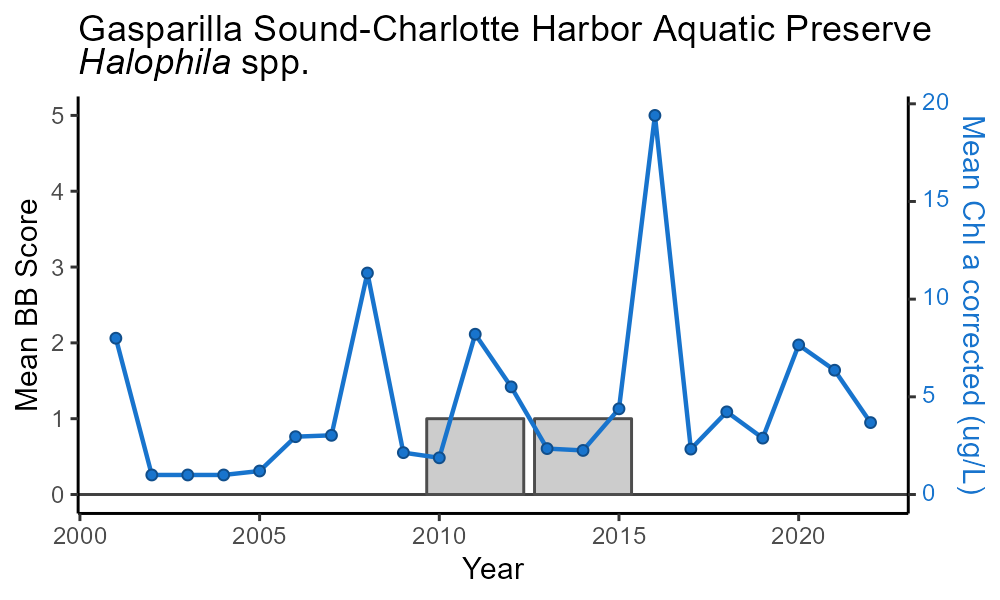 Gasparilla Sound-Charlotte Harbor Aquatic Preserve
Halophila spp.
Mean BB Score
5
4
3
2
1
0
20
15
10
5
0
Mean Chl a corrected (ug/L)
2000 2005 2010 2015 2020
Year